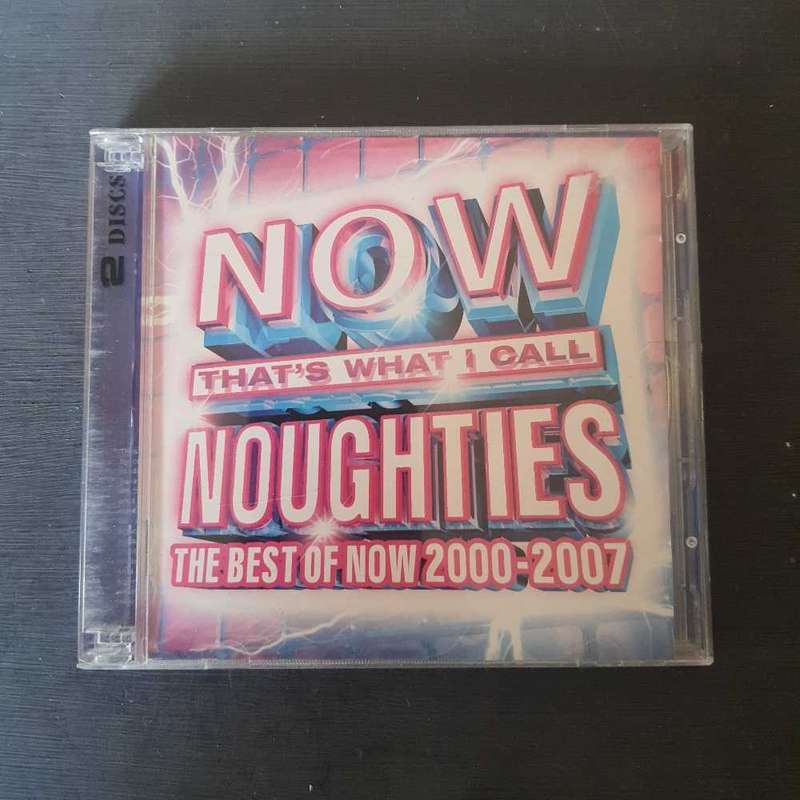 2 DISCS
NOW
THAT'S WHAT I CALL
NOUGHTIES
THE BEST OF NOW 2000-2007